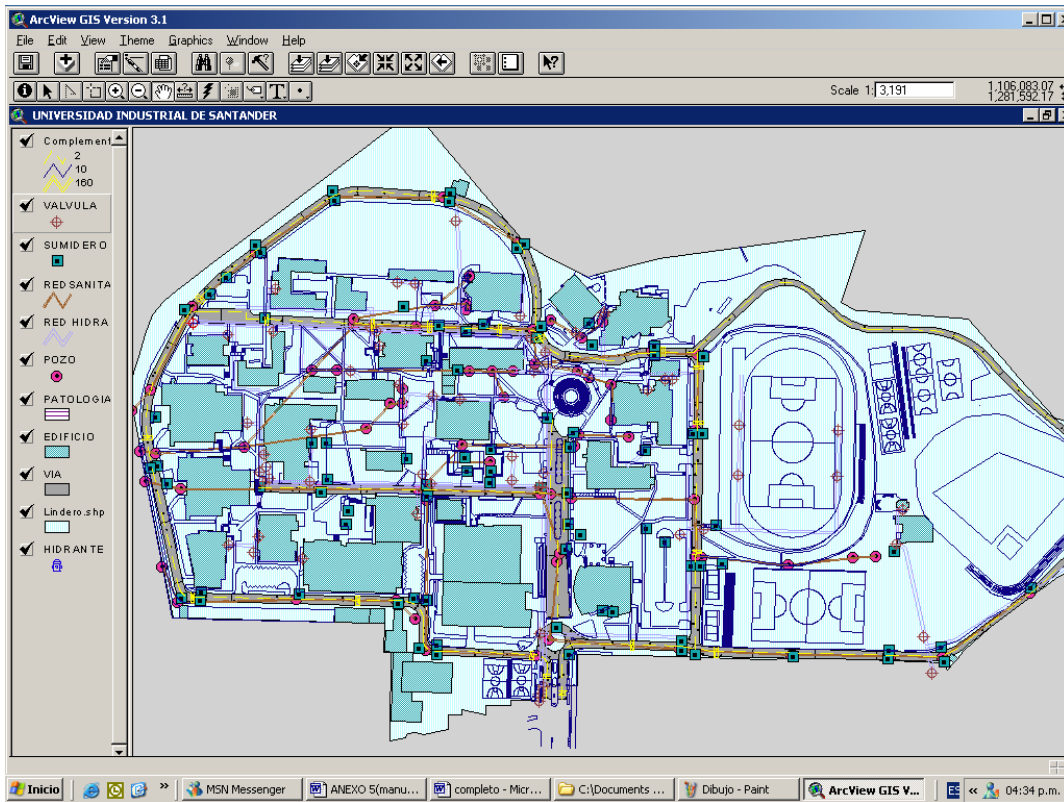 ArcView GIS Version 3.1
File Edit View Theme Graphics Window Help
Scale 1: 3,191
1,106,083.07
1,281,592.17
UNIVERSIDAD INDUSTRIAL DE SANTANDER
Complement
2
10
160
VALVULA
SUMIDERO
RED SANITA
RED HIDRA
POZO
PATOLOGIA
EDIFICIO
VIA
Lindero.shp
HIDRANTE
Inicio
»
MSN Messenger
ANEXO 5(manu...
completo - Micr...
C:\Documents ...
Dibujo - Paint
ArcView GIS V...
ES
«
04:34 p.m.